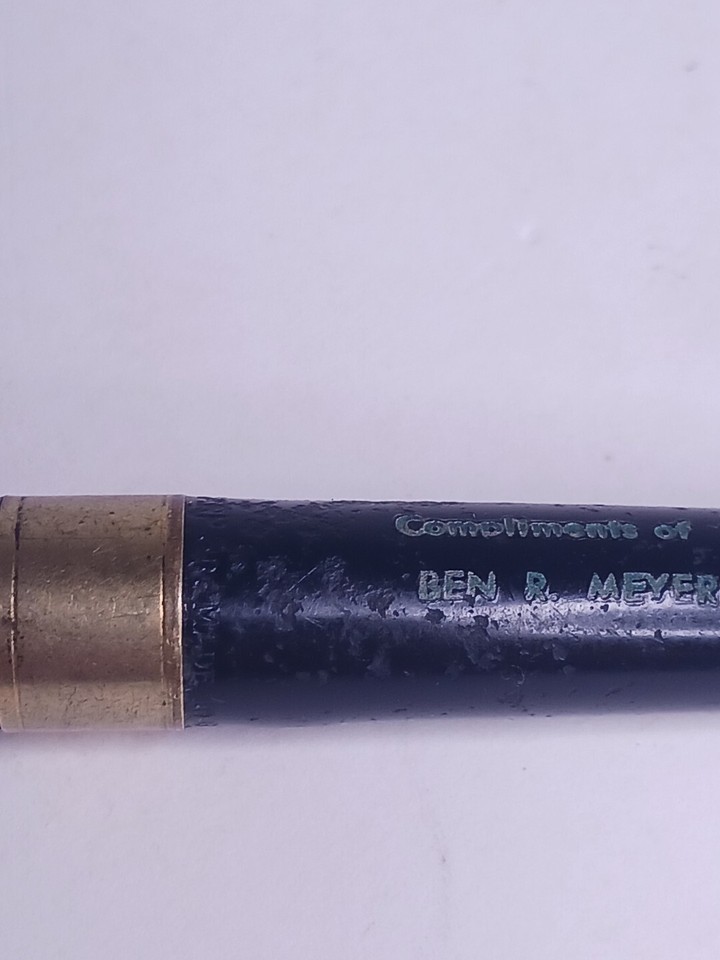 Compliments of
BEN R. MEYER